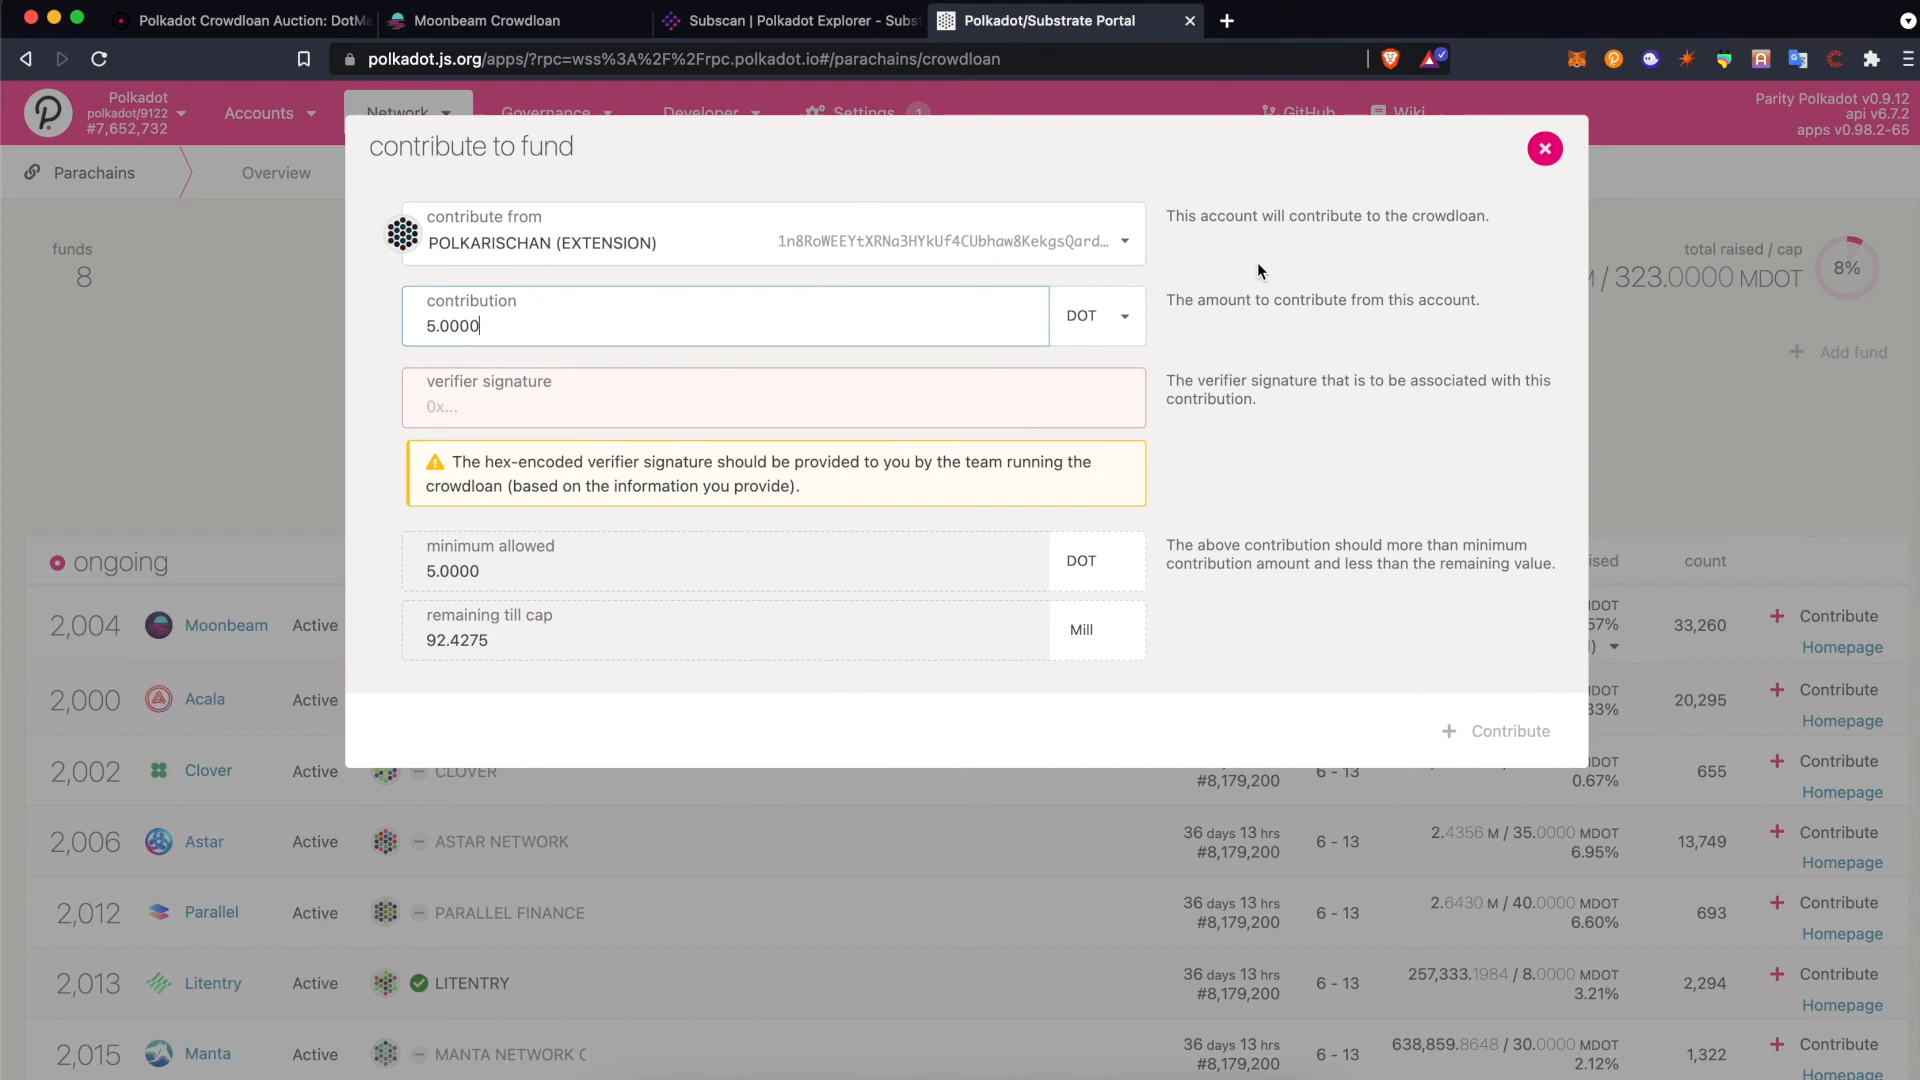 Polkadot Crowdloan Auction: DotMa
Moonbeam Crowdloan
Subscan | Polkadot Explorer - Subst
Polkadot/Substrate Portal
polkadot.js.org/apps/?rpc=wss%3A%2F%2Frpc.polkadot.io#/parachains/crowdloan
Polkadot
polkadot/9122
#7,652,732
Accounts
Network
Governance
Developer
Settings
1
GitHub
Wiki
Parity Polkadot v0.9.12
api v6.7.2
apps v0.98.2-65
Parachains
Overview
contribute to fund
funds
8
total raised / cap
/ 323.0000 MDOT
8%
Add fund
contribute from
POLKARISCHAN (EXTENSION)
1n8RoWEEYtXRNa3HYkUf4CUbhaw8KekgsQard...
This account will contribute to the crowdloan.
contribution
5.0000
DOT
The amount to contribute from this account.
verifier signature
0x...
The verifier signature that is to be associated with this
contribution.
The hex-encoded verifier signature should be provided to you by the team running the
crowdloan (based on the information you provide).
minimum allowed
5.0000
DOT
The above contribution should more than minimum
contribution amount and less than the remaining value.
remaining till cap
92.4275
Mill
+ Contribute
ongoing
count
2,004 Moonbeam Active 33,260 + Contribute
Homepage
2,000 Acala Active 20,295 + Contribute
Homepage
2,002 Clover Active CLOVER 6 - 13 655 + Contribute
#8,179,200 0.67% Homepage
2,006 Astar Active ASTAR NETWORK 36 days 13 hrs 6 - 13 2.4356 M / 35.0000 MDOT 13,749 + Contribute
#8,179,200 6.95% Homepage
2,012 Parallel Active PARALLEL FINANCE 36 days 13 hrs 6 - 13 2.6430 M / 40.0000 MDOT 693 + Contribute
#8,179,200 6.60% Homepage
2,013 Litentry Active LITENTRY 36 days 13 hrs 6 - 13 257,333.1984 / 8.0000 MDOT 2,294 + Contribute
#8,179,200 3.21% Homepage
2,015 Manta Active MANTA NETWORK 36 days 13 hrs 6 - 13 638,859.8648 / 30.0000 MDOT 1,322 + Contribute
#8,179,200 2.12% Homepage